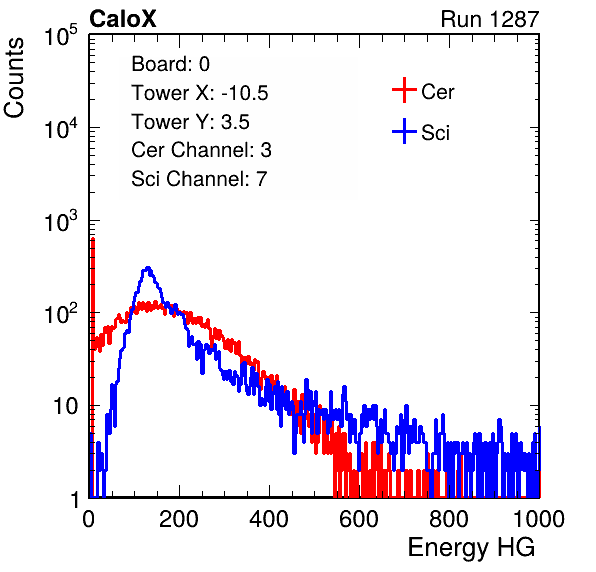 CaloX Run 1287
Counts
Board: 0
Tower X: -10.5
Tower Y: 3.5
Cer Channel: 3
Sci Channel: 7
Cer
Sci
10^5
10^4
10^3
10^2
10
1
0 200 400 600 800 1000
Energy HG